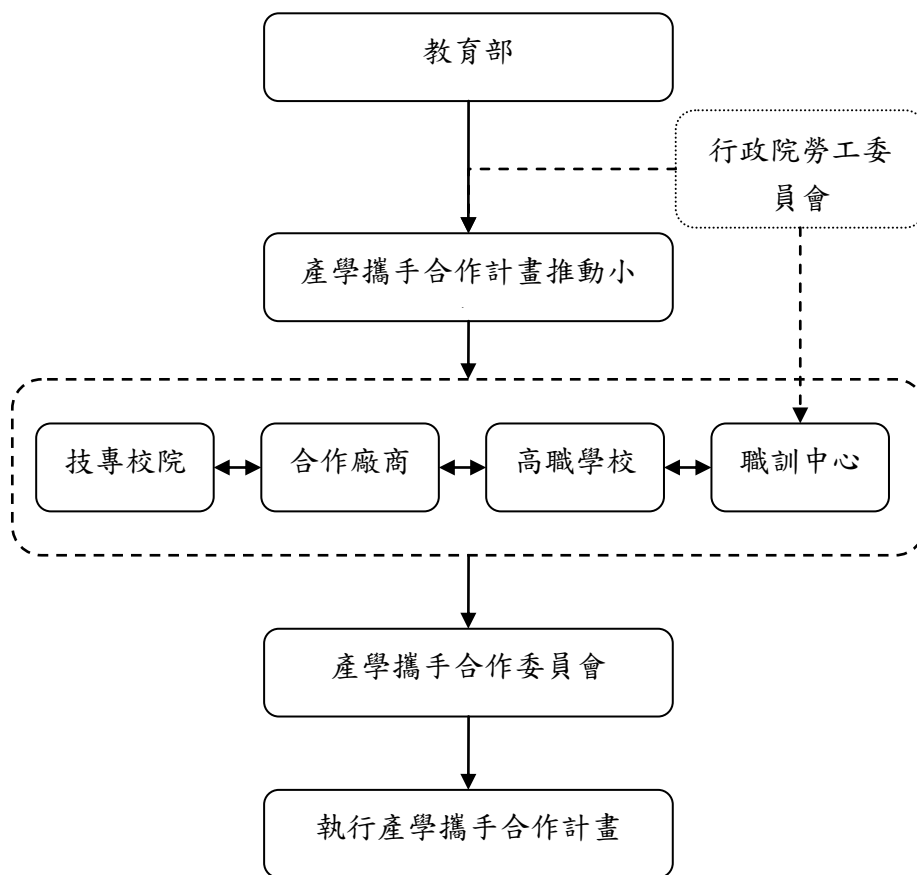 教育部
行政院勞工委
員會
產學攜手合作計畫推動小
技專校院
合作廠商
高職學校
職訓中心
產學攜手合作委員會
執行產學攜手合作計畫